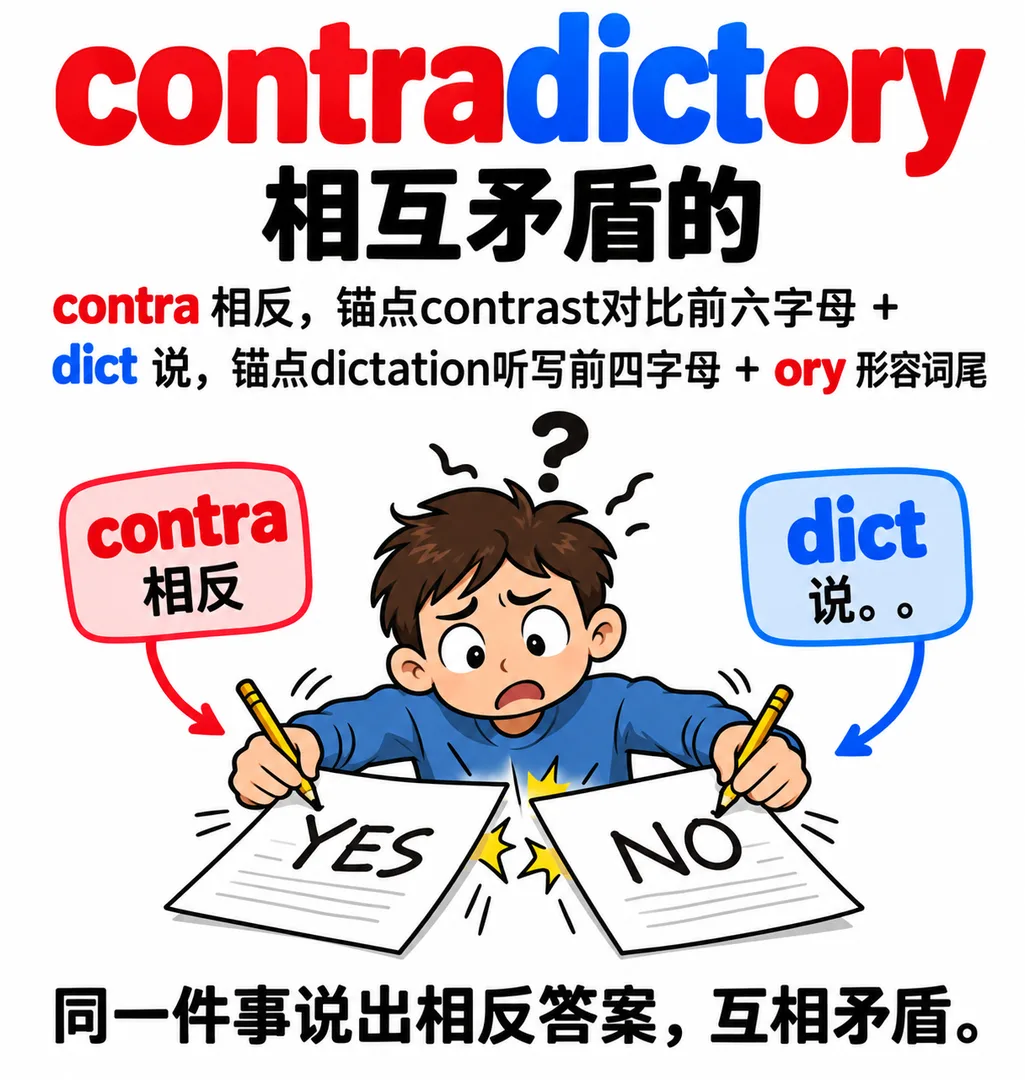 contradictory
相互矛盾的
contra 相反，锚点contrast对比前六字母 +
dict 说，锚点dictation听写前四字母 + ory 形容词尾
?
contra
相反
dict
说。。
YES
NO
同一件事说出相反答案，互相矛盾。